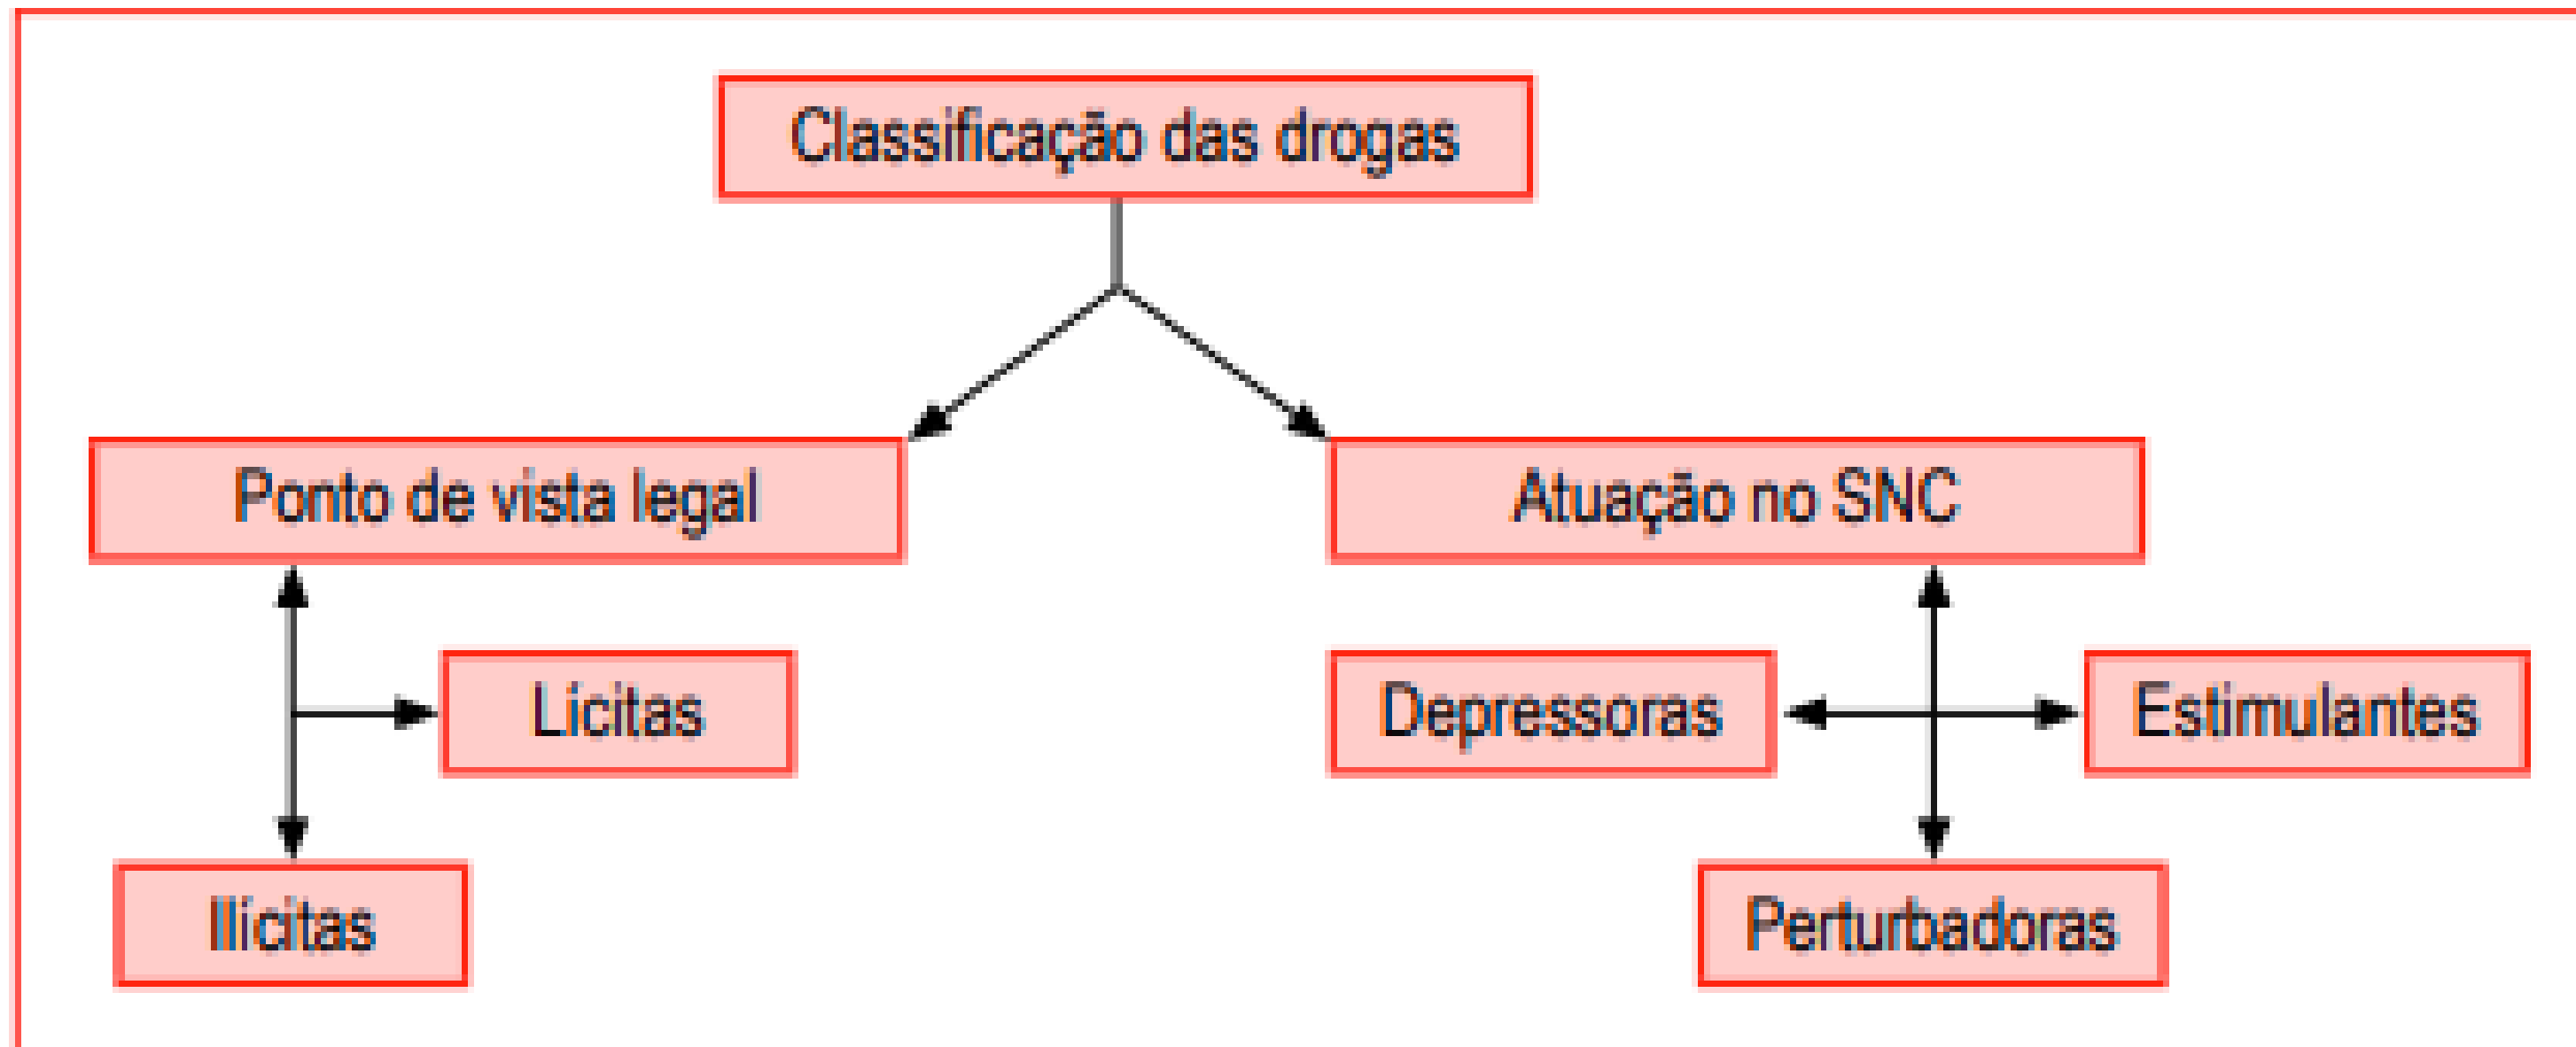 Classificação das drogas
Ponto de vista legal
Atuação no SNC
Lícitas
Depressoras
Estimulantes
Ilícitas
Perturbadoras